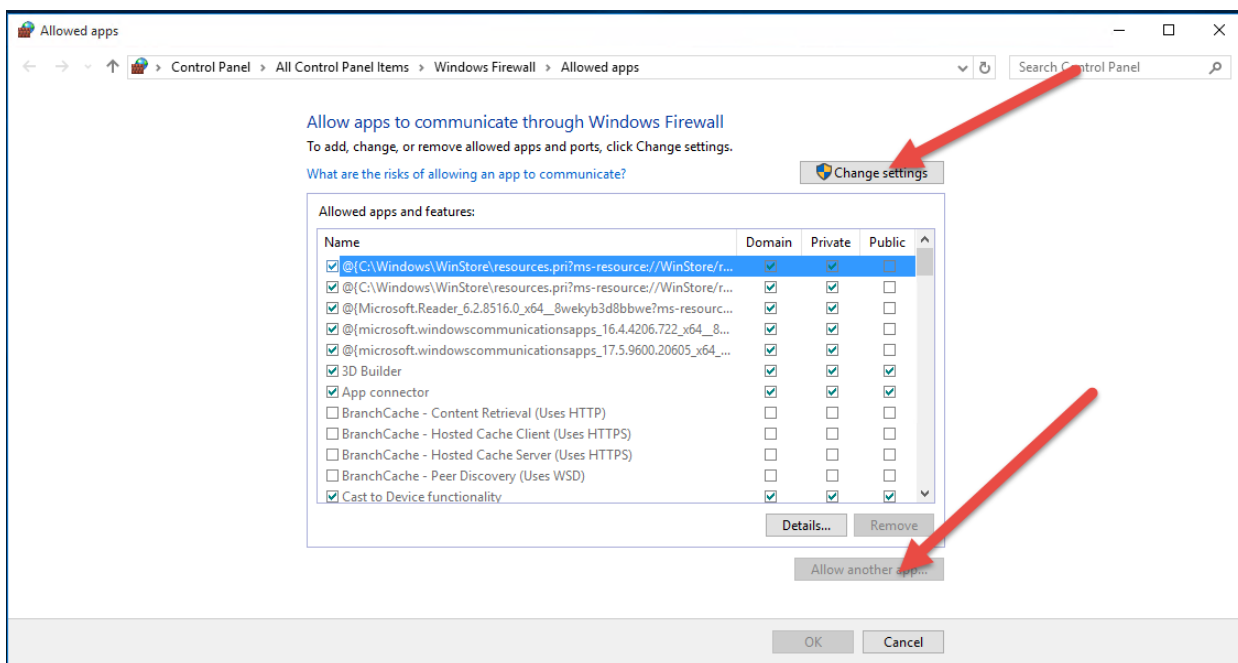 Allowed apps
Control Panel > All Control Panel Items > Windows Firewall > Allowed apps
Search Control Panel
Allow apps to communicate through Windows Firewall
To add, change, or remove allowed apps and ports, click Change settings.
What are the risks of allowing an app to communicate?
Change settings
Allowed apps and features:
Name Domain Private Public
@{C:\Windows\WinStore\resources.pri?ms-resource://WinStore/r...
@{C:\Windows\WinStore\resources.pri?ms-resource://WinStore/r...
@{Microsoft.Reader_6.2.8516.0_x64__8wekyb3d8bbwe?ms-resourc...
@{microsoft.windowscommunicationsapps_16.4.4206.722_x64__8...
@{microsoft.windowscommunicationsapps_17.5.9600.20605_x64_...
3D Builder
App connector
BranchCache - Content Retrieval (Uses HTTP)
BranchCache - Hosted Cache Client (Uses HTTPS)
BranchCache - Hosted Cache Server (Uses HTTPS)
BranchCache - Peer Discovery (Uses WSD)
Cast to Device functionality
Details... Remove
Allow another app...
OK Cancel